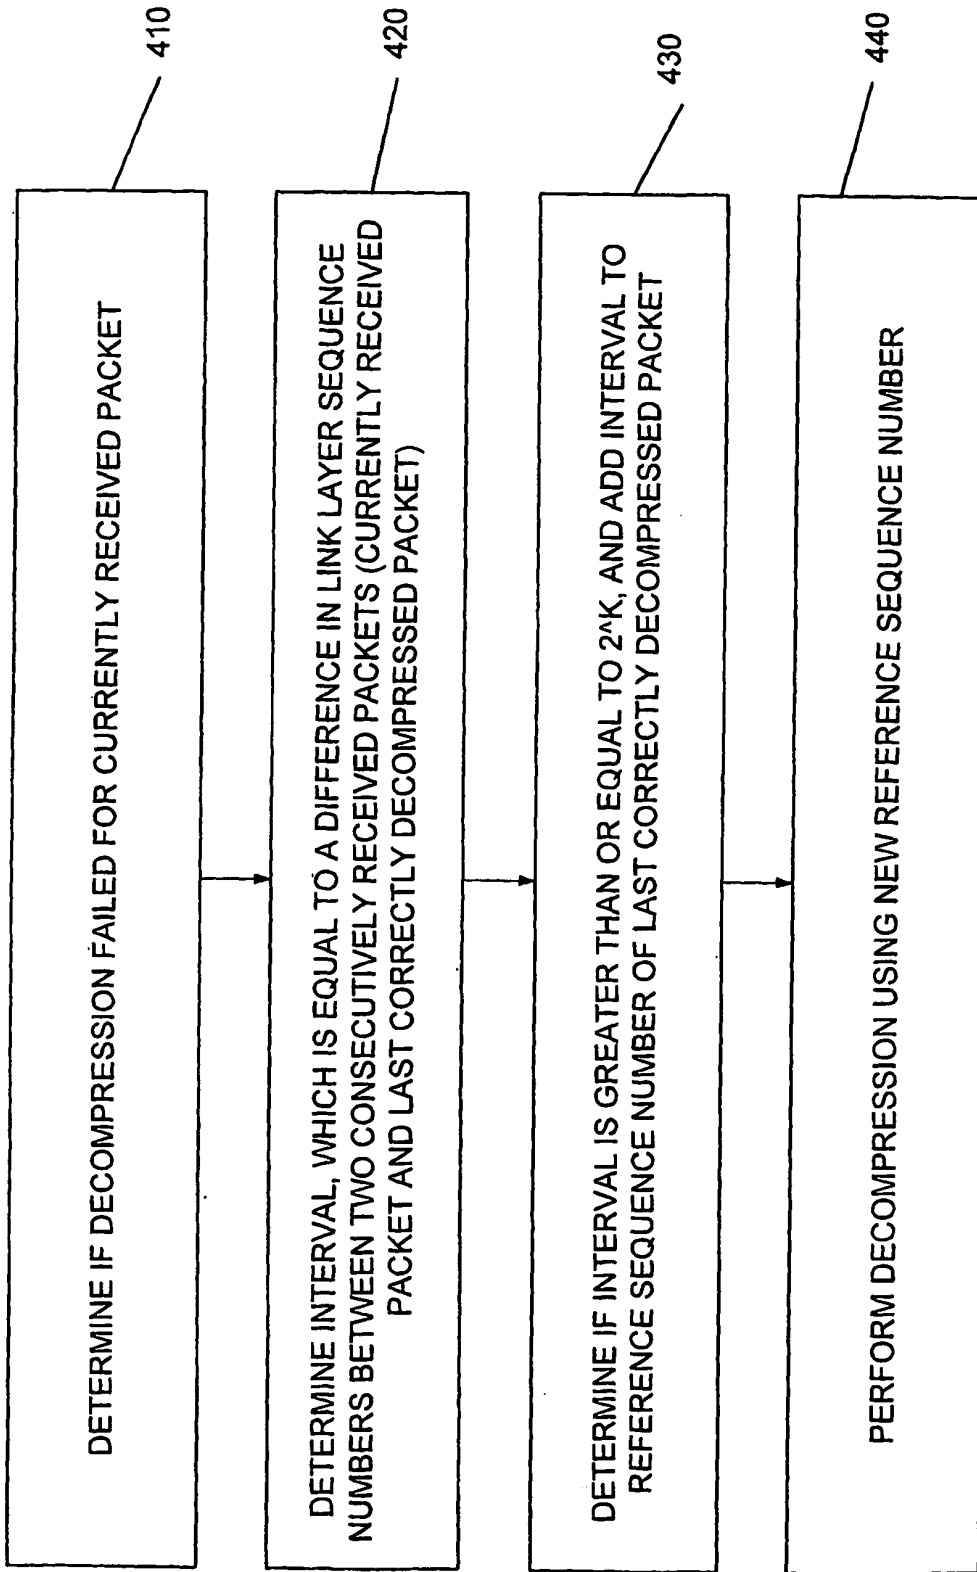 DETERMINE IF DECOMPRESSION FAILED FOR CURRENTLY RECEIVED PACKET
410
DETERMINE INTERVAL, WHICH IS EQUAL TO A DIFFERENCE IN LINK LAYER SEQUENCE
NUMBERS BETWEEN TWO CONSECUTIVELY RECEIVED PACKETS (CURRENTLY RECEIVED
PACKET AND LAST CORRECTLY DECOMPRESSED PACKET)
420
DETERMINE IF INTERVAL IS GREATER THAN OR EQUAL TO 2^K, AND ADD INTERVAL TO
REFERENCE SEQUENCE NUMBER OF LAST CORRECTLY DECOMPRESSED PACKET
430
PERFORM DECOMPRESSION USING NEW REFERENCE SEQUENCE NUMBER
440